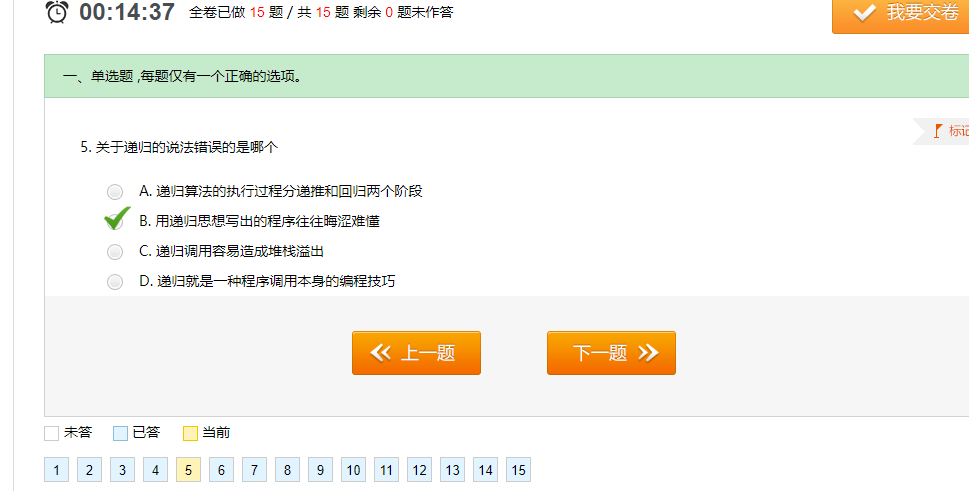 00:14:37 全卷已做 15 题 / 共 15 题 剩余 0 题未作答 我要交卷
一、单选题 ,每题仅有一个正确的选项。
标记
5. 关于递归的说法错误的是哪个
A. 递归算法的执行过程分递推和回归两个阶段
B. 用递归思想写出的程序往往晦涩难懂
C. 递归调用容易造成堆栈溢出
D. 递归就是一种程序调用本身的编程技巧
上一题 下一题
未答 已答 当前
1 2 3 4 5 6 7 8 9 10 11 12 13 14 15